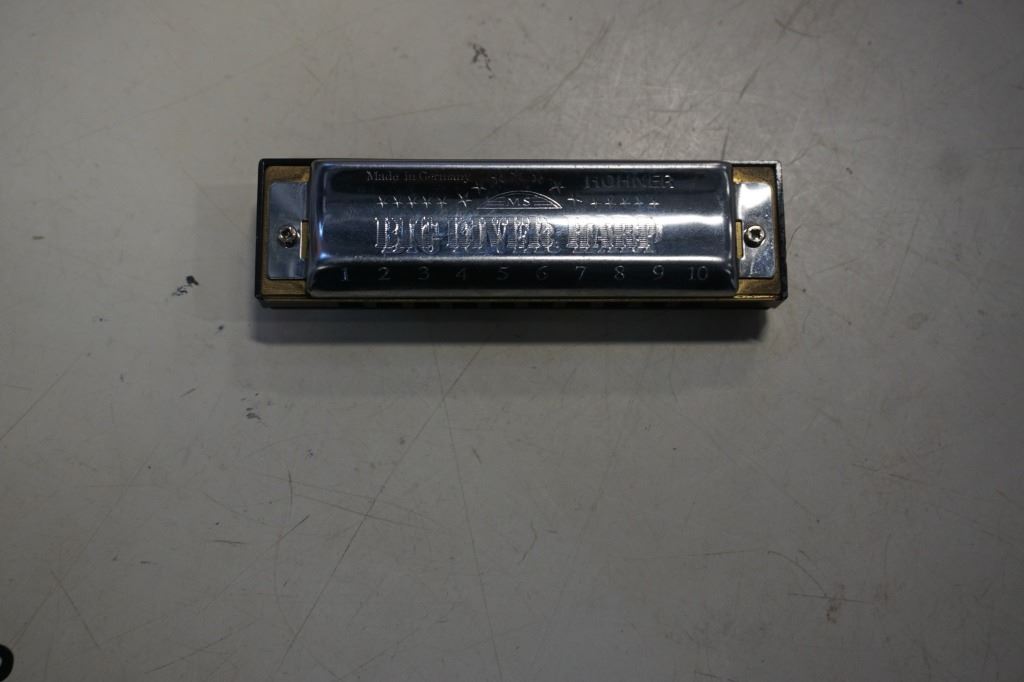 Made in Germany
HOHNER
MS
BIG RIVER HARP
1 2 3 4 5 6 7 8 9 10